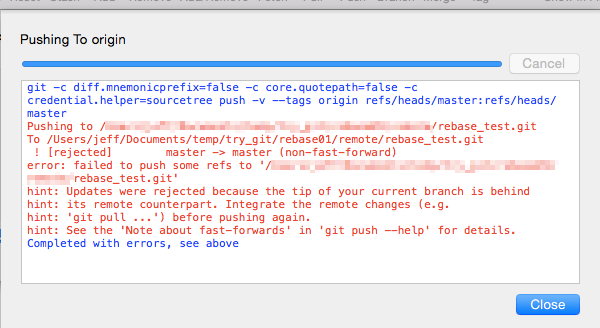 Pushing To origin
Cancel
git -c diff.mnemonicprefix=false -c core.quotepath=false -c
credential.helper=sourcetree push -v --tags origin refs/heads/master:refs/heads/
master
Pushing to /
/rebase_test.git
To /Users/jeff/Documents/temp/try_git/rebase01/remote/rebase_test.git
! [rejected] master -> master (non-fast-forward)
error: failed to push some refs to '/
rebase_test.git'
hint: Updates were rejected because the tip of your current branch is behind
hint: its remote counterpart. Integrate the remote changes (e.g.
hint: 'git pull ...') before pushing again.
hint: See the 'Note about fast-forwards' in 'git push --help' for details.
Completed with errors, see above
Close